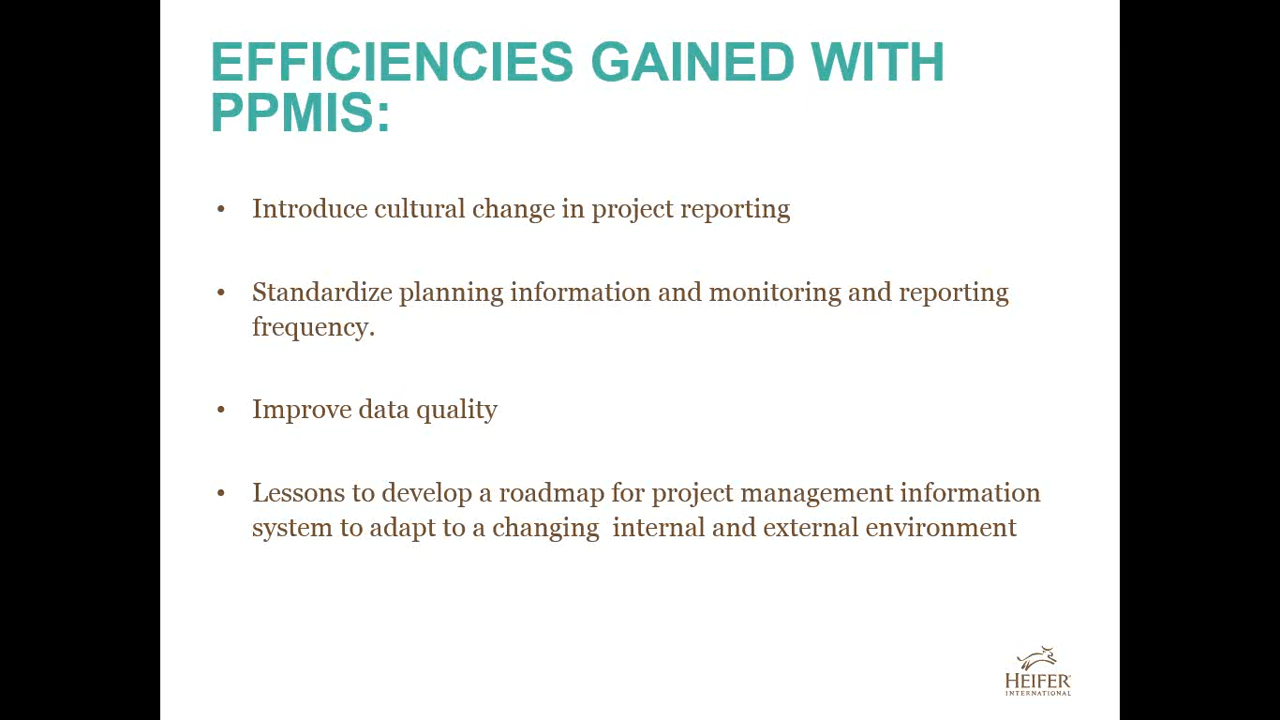 EFFICIENCIES GAINED WITH
PPMIS:
• Introduce cultural change in project reporting
• Standardize planning information and monitoring and reporting
frequency.
• Improve data quality
• Lessons to develop a roadmap for project management information
system to adapt to a changing  internal and external environment
HEIFER
INTERNATIONAL